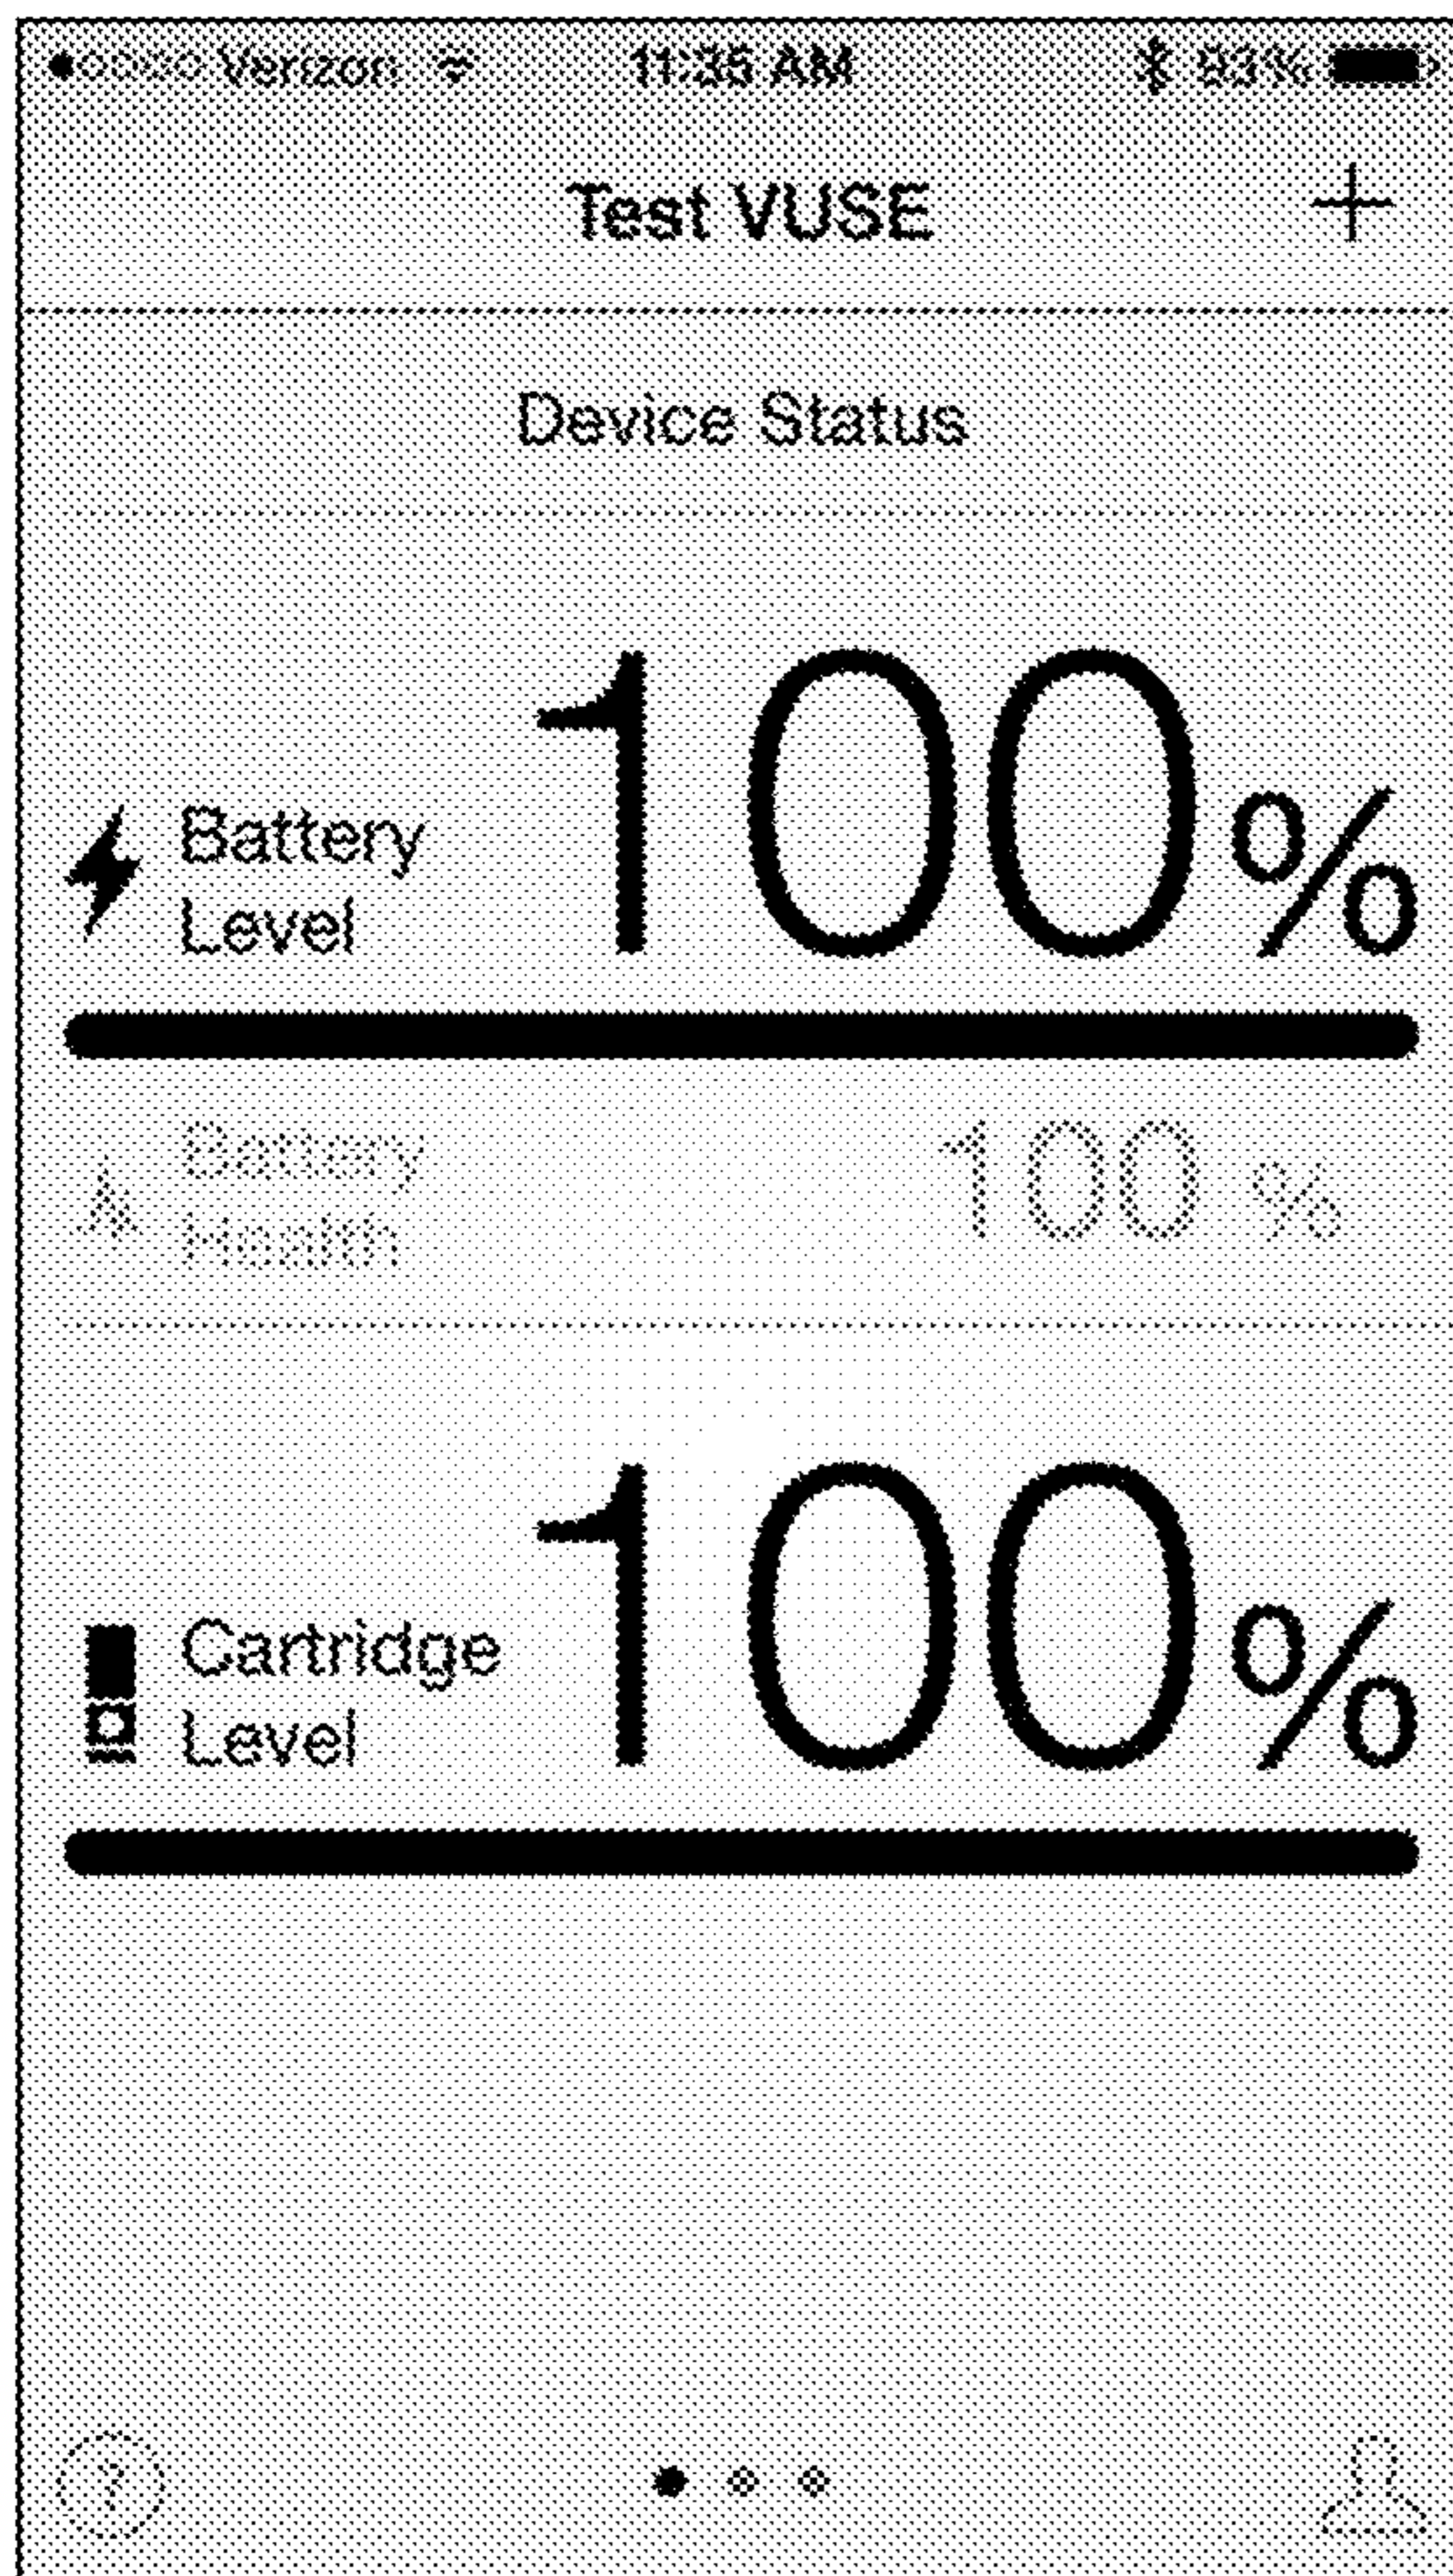 Verizon 11:35 AM 93%
Test VUSE +
Device Status
Battery
Level 100%
Battery
Health 100 %
Cartridge
Level 100%
?